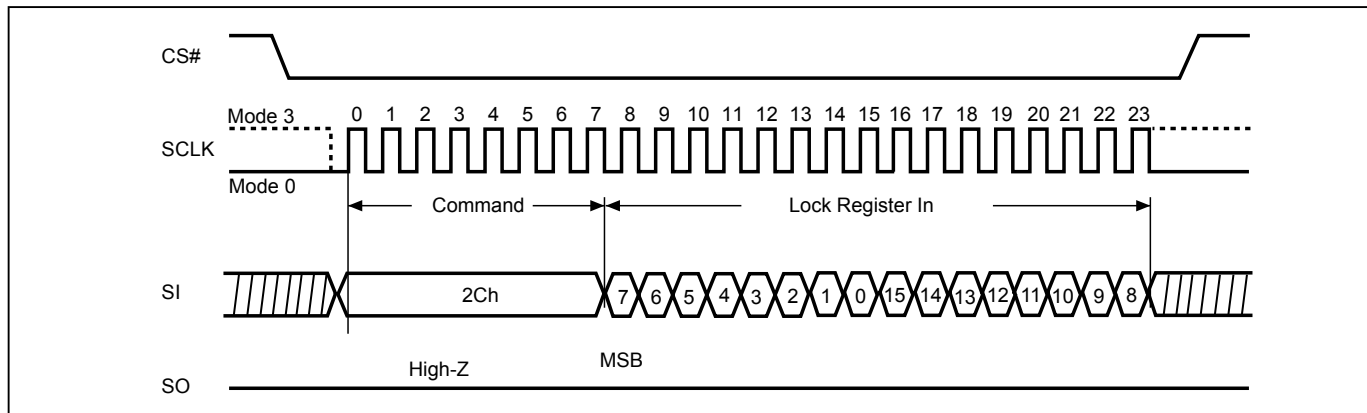 CS#
Mode 3
0 1 2 3 4 5 6 7 8 9 10 11 12 13 14 15 16 17 18 19 20 21 22 23
SCLK
Mode 0
Command
Lock Register In
SI
2Ch
7 6 5 4 3 2 1 0 15 14 13 12 11 10 9 8
High-Z
MSB
SO